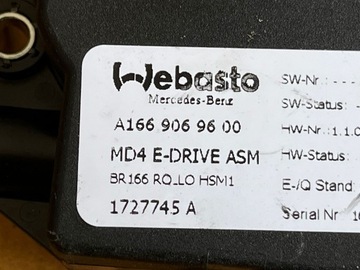 Webasto
Mercedes-Benz
A166 906 96 00
MD4 E-DRIVE ASM
BR166 ROLLO HSM1
1727745 A
SW-Nr.: - - -
SW-Status:
HW-Nr.: 1.1.0
HW-Status:
E-/Q Stand:
Serial Nr.